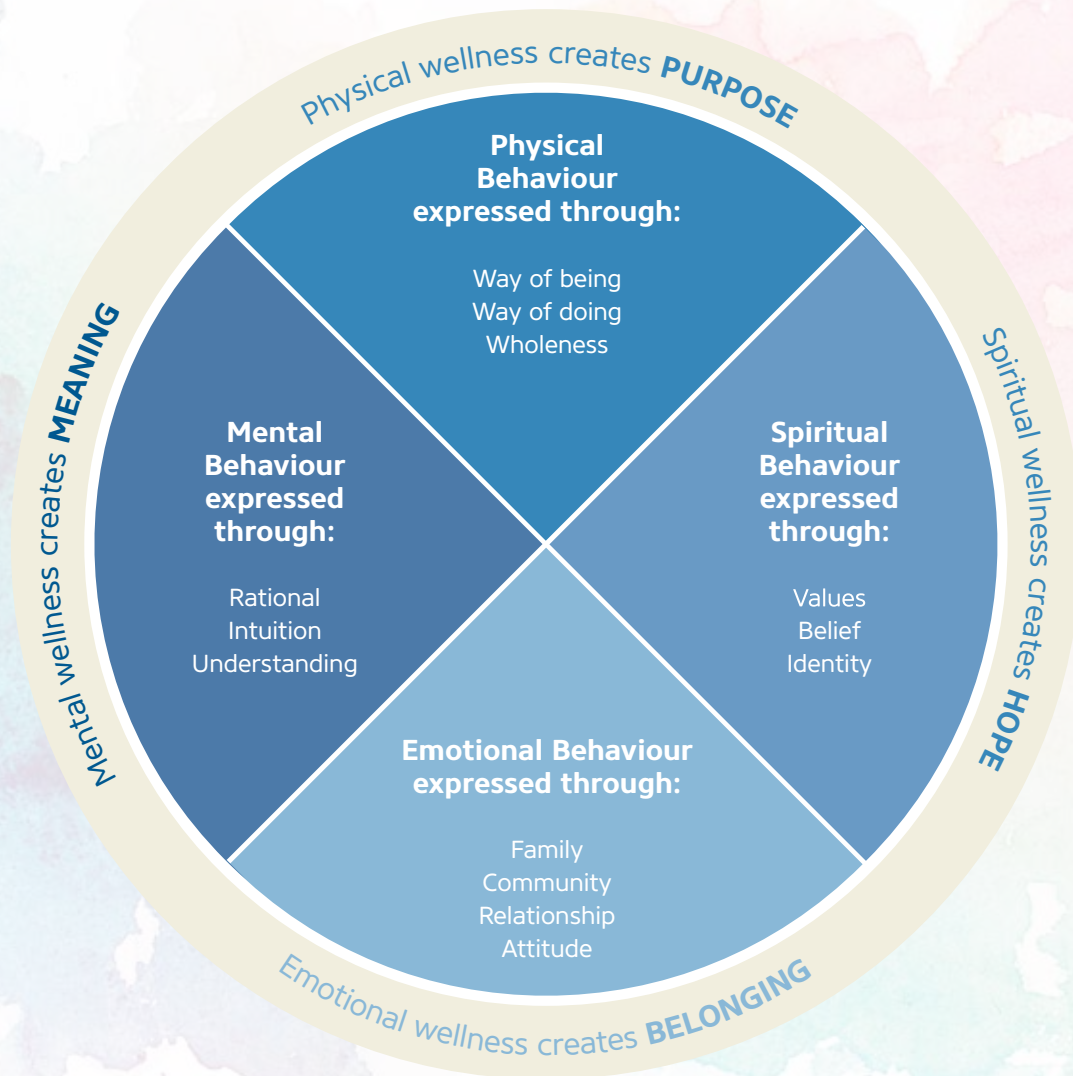 Physical wellness creates PURPOSE
Physical
Behaviour
expressed through:
Way of being
Way of doing
Wholeness
Spiritual wellness creates HOPE
Spiritual
Behaviour
expressed
through:
Values
Belief
Identity
Emotional Behaviour
expressed through:
Family
Community
Relationship
Attitude
Emotional wellness creates BELONGING
Mental wellness creates MEANING
Mental
Behaviour
expressed
through:
Rational
Intuition
Understanding